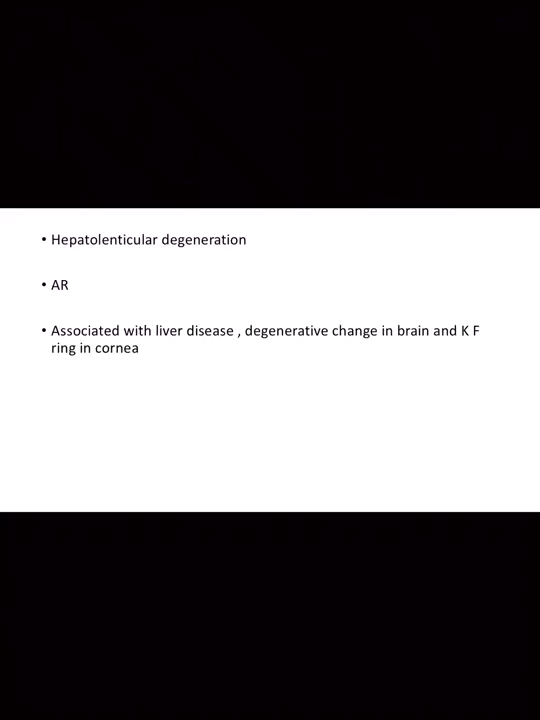 • Hepatolenticular degeneration
• AR
• Associated with liver disease , degenerative change in brain and K F
ring in cornea